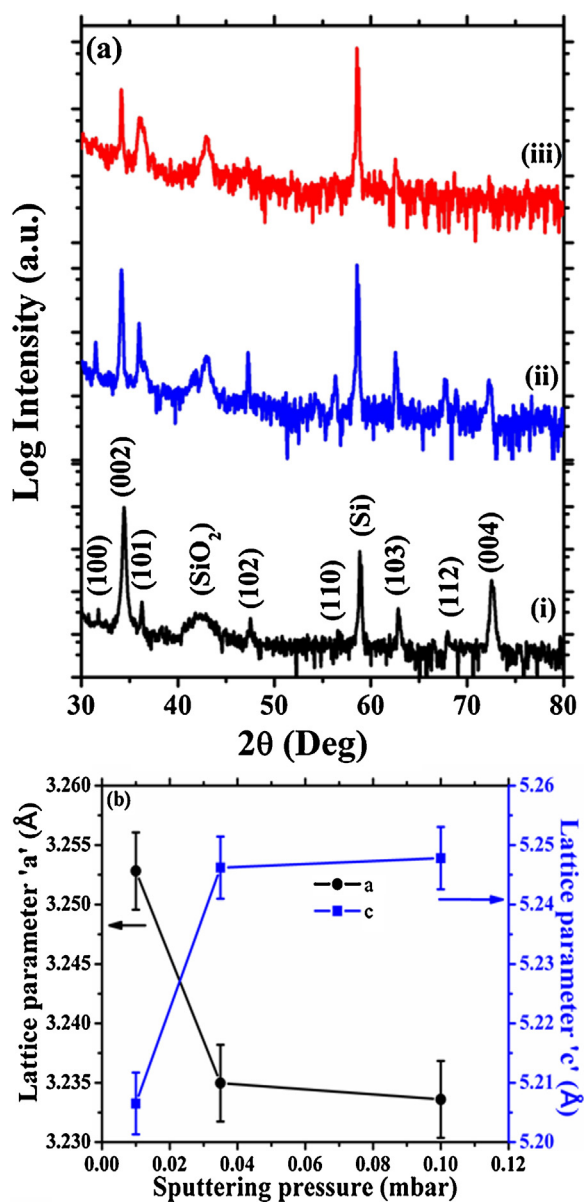 (a)
Log Intensity (a.u.)
(iii)
(ii)
(i)
(100)
(002)
(101)
(SiO2)
(102)
(110)
(Si)
(103)
(112)
(004)
30 40 50 60 70 80
2θ (Deg)
(b)
Lattice parameter 'a' (Å)
3.260
3.255
3.250
3.245
3.240
3.235
3.230
a
c
5.26
5.25
5.24
5.23
5.22
5.21
5.20
Lattice parameter 'c' (Å)
0.00 0.02 0.04 0.06 0.08 0.10 0.12
Sputtering pressure (mbar)